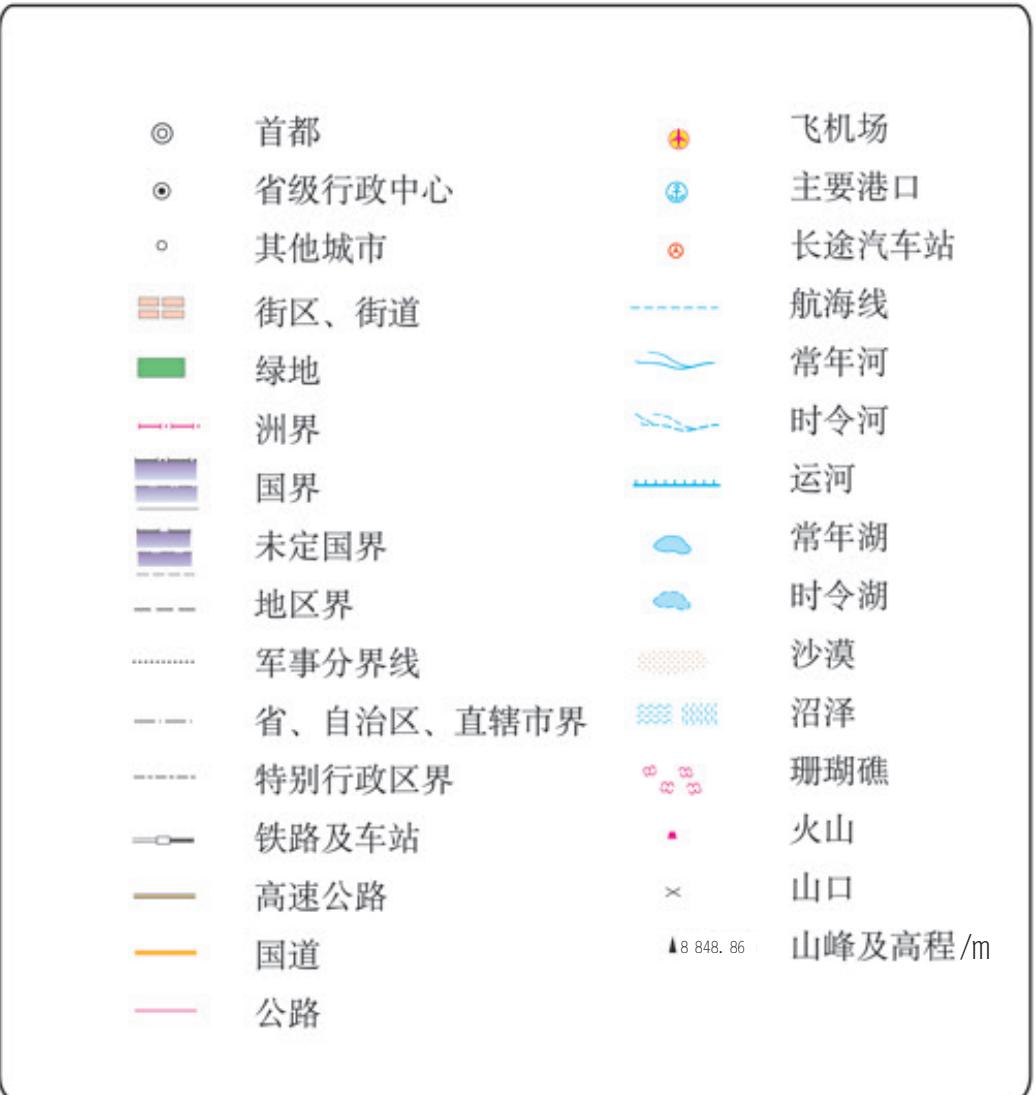 首都
省级行政中心
其他城市
街区、街道
绿地
洲界
国界
未定国界
地区界
军事分界线
省、自治区、直辖市界
特别行政区界
铁路及车站
高速公路
国道
公路
飞机场
主要港口
长途汽车站
航海线
常年河
时令河
运河
常年湖
时令湖
沙漠
沼泽
珊瑚礁
火山
山口
8 848. 86 山峰及高程/m